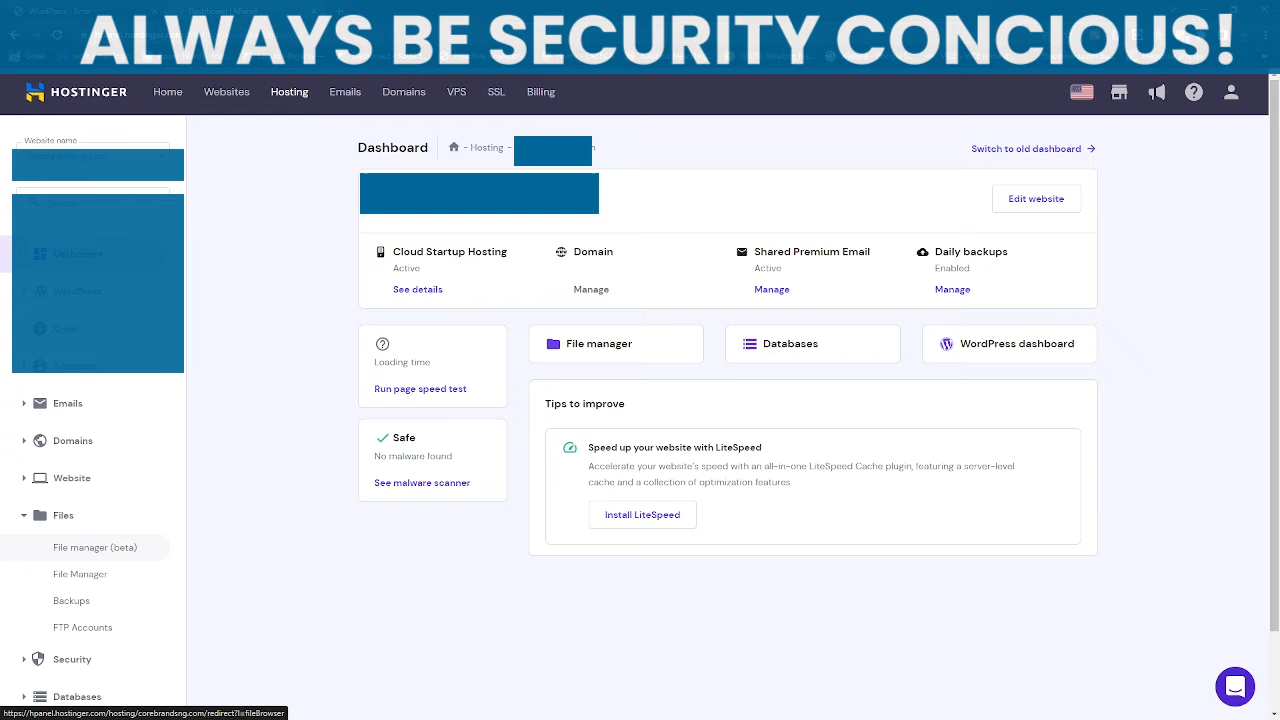 ALWAYS BE SECURITY CONCIOUS!
HOSTINGER Home Websites Hosting Emails Domains VPS SSL Billing
Website name
Dashboard - Hosting -
Switch to old dashboard
Edit website
Dashboard
WordPress
Cloud Startup Hosting Domain Shared Premium Email Daily backups
Active Active Enabled
See details Manage Manage Manage
Loading time
Run page speed test
File manager Databases WordPress dashboard
Safe
No malware found
See malware scanner
Tips to improve
Speed up your website with LiteSpeed
Accelerate your website's speed with an all-in-one LiteSpeed Cache plugin, featuring a server-level
cache and a collection of optimization features
Install LiteSpeed
Emails
Domains
Website
Files
File manager (beta)
File Manager
Backups
FTP Accounts
Security
Databases
https://hpanel.hostinger.com/hosting/corebrandsng.com/redirect?l=fileBrowser